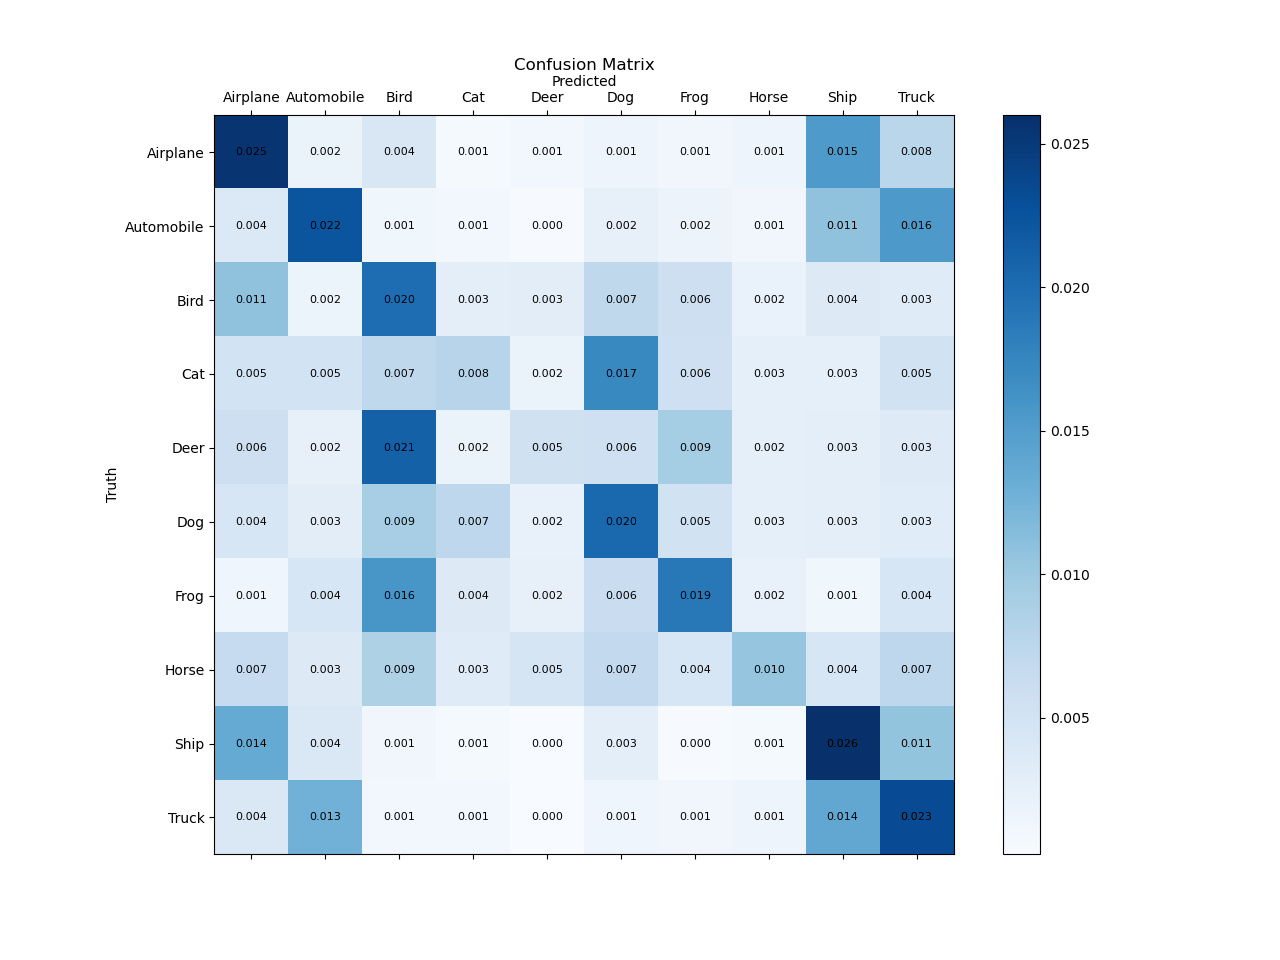 Confusion Matrix
Predicted
Airplane Automobile Bird Cat Deer Dog Frog Horse Ship Truck
Airplane 0.025 0.002 0.004 0.001 0.001 0.001 0.001 0.001 0.015 0.008
Automobile 0.004 0.022 0.001 0.001 0.000 0.002 0.002 0.001 0.011 0.016
Bird 0.011 0.002 0.020 0.003 0.003 0.007 0.006 0.002 0.004 0.003
Cat 0.005 0.005 0.007 0.008 0.002 0.017 0.006 0.003 0.003 0.005
Deer 0.006 0.002 0.021 0.002 0.005 0.006 0.009 0.002 0.003 0.003
Dog 0.004 0.003 0.009 0.007 0.002 0.020 0.005 0.003 0.003 0.003
Frog 0.001 0.004 0.016 0.004 0.002 0.006 0.019 0.002 0.001 0.004
Horse 0.007 0.003 0.009 0.003 0.005 0.007 0.004 0.010 0.004 0.007
Ship 0.014 0.004 0.001 0.001 0.000 0.003 0.000 0.001 0.026 0.011
Truck 0.004 0.013 0.001 0.001 0.000 0.001 0.001 0.001 0.014 0.023
Truth
0.025
0.020
0.015
0.010
0.005